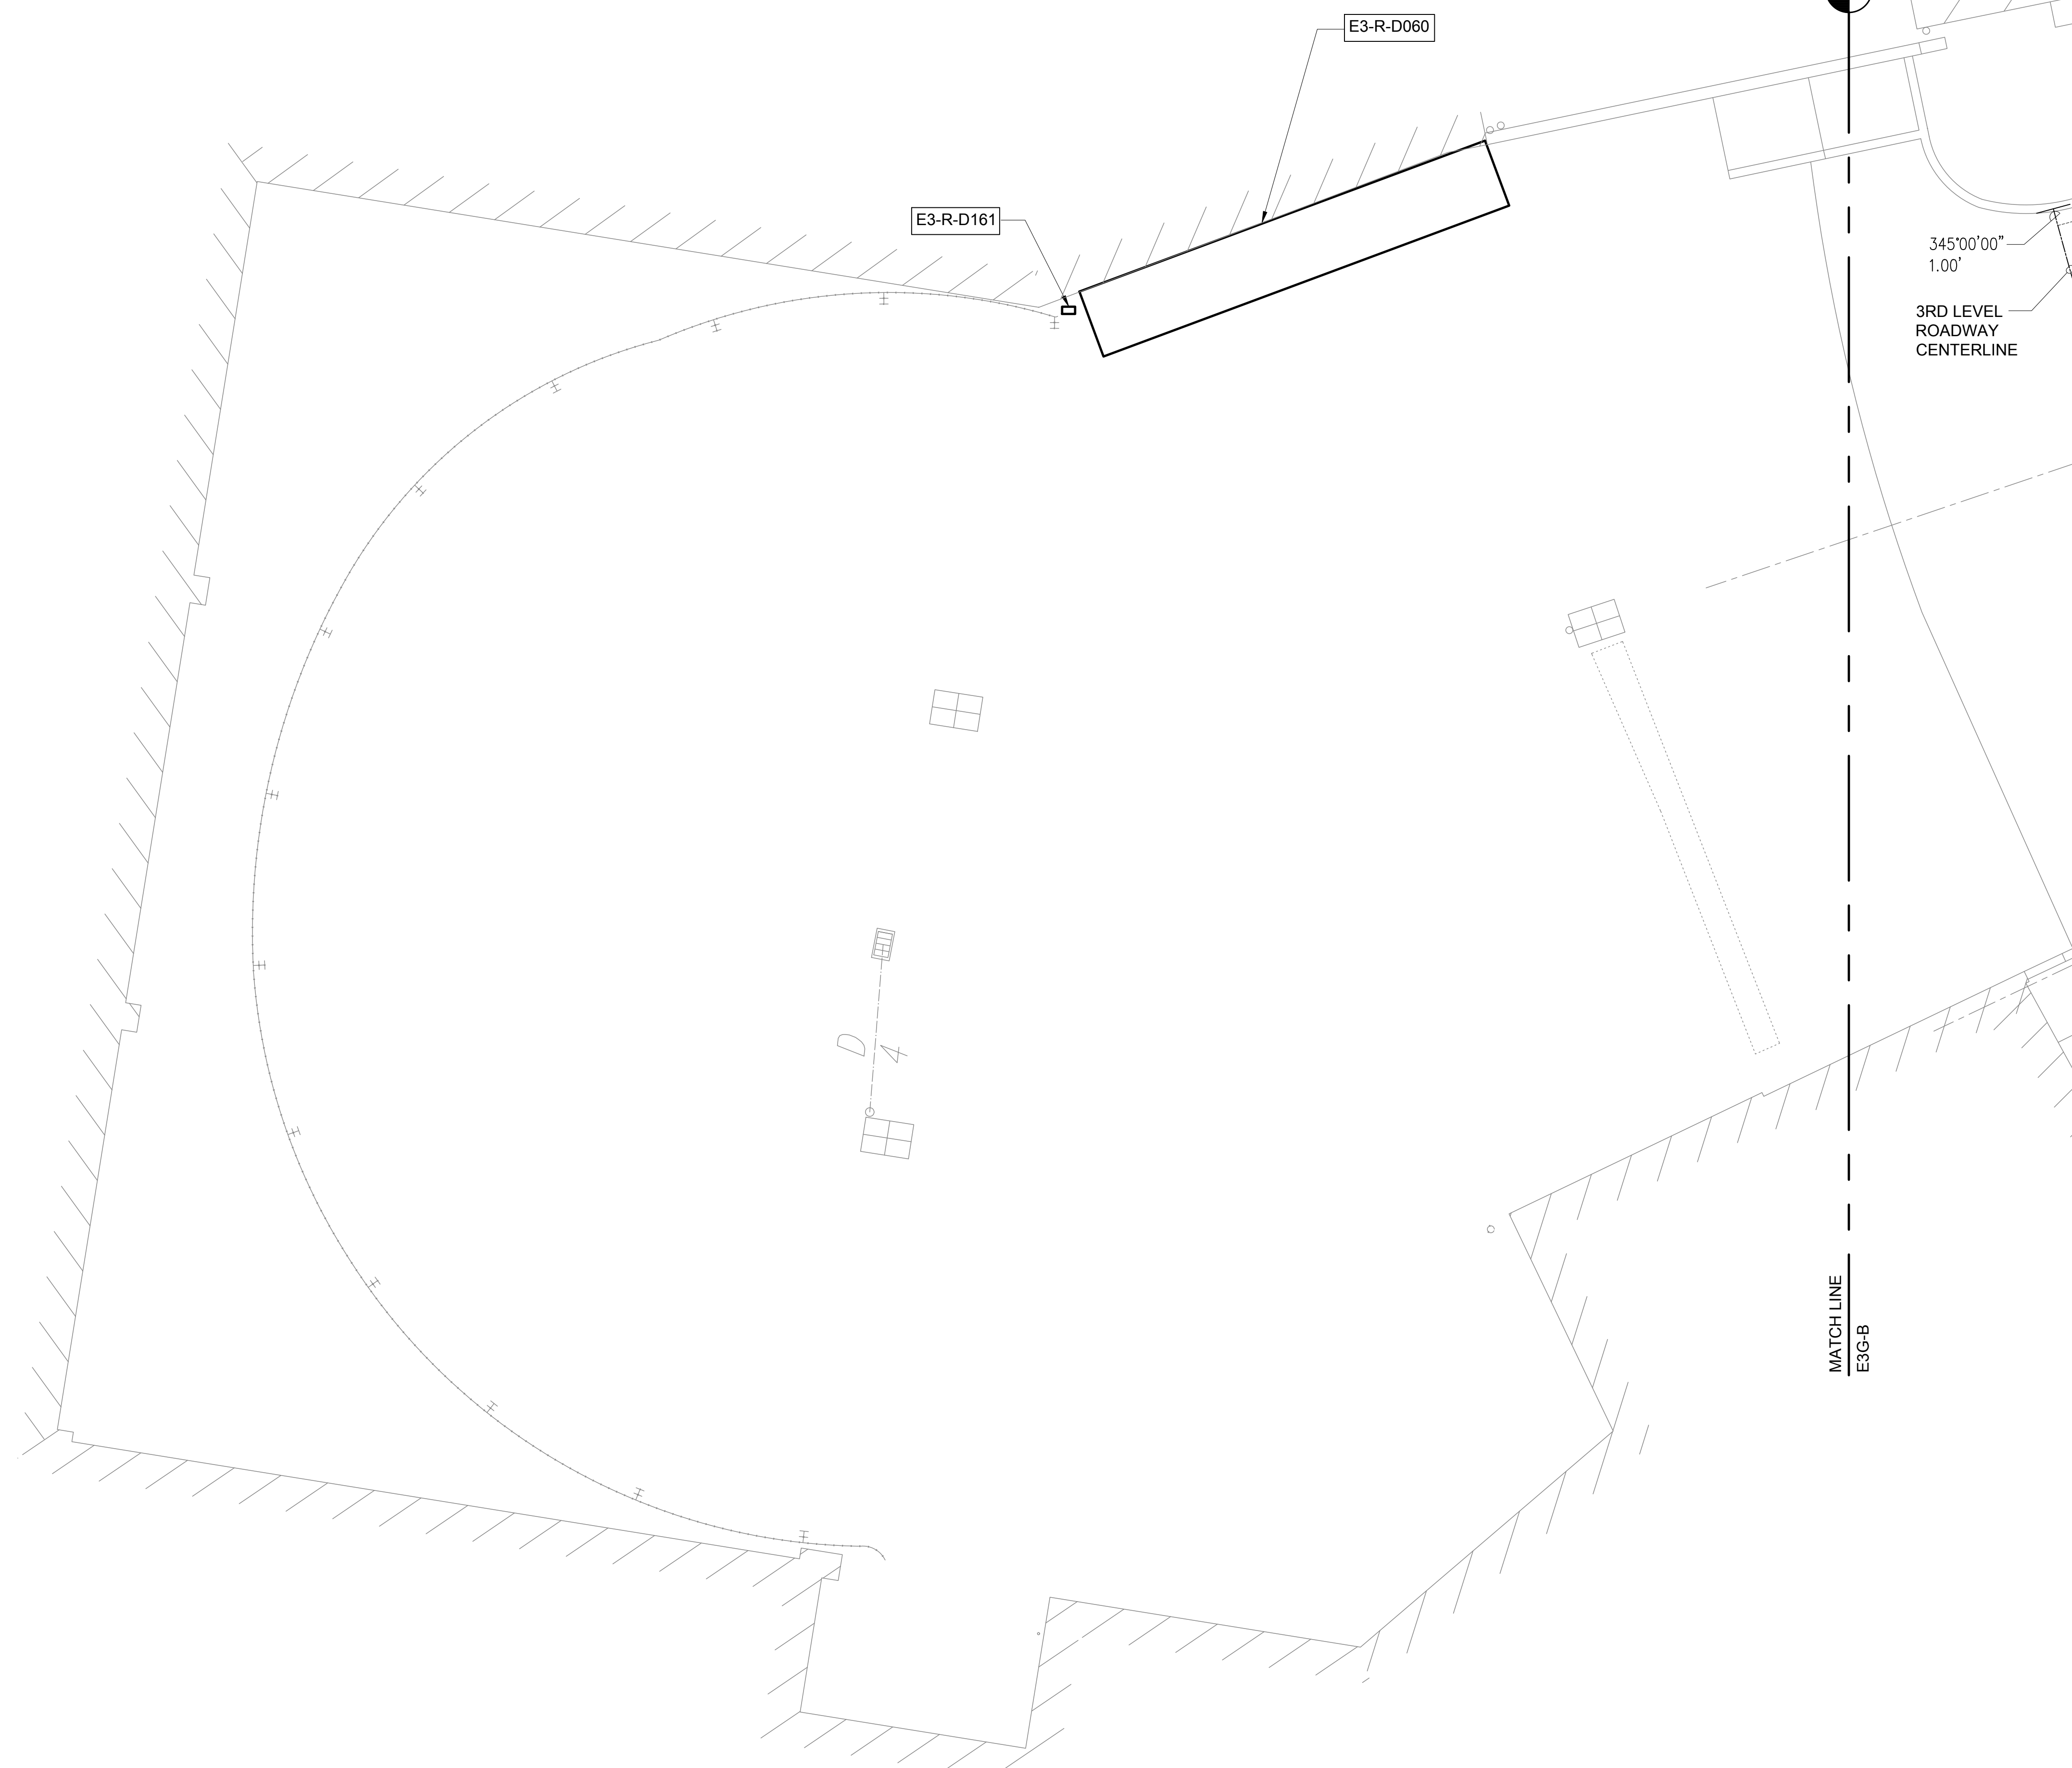 E3-R-D060
E3-R-D161
345°00'00"
1.00'
3RD LEVEL
ROADWAY
CENTERLINE
D
4
MATCH LINE
E3G-B